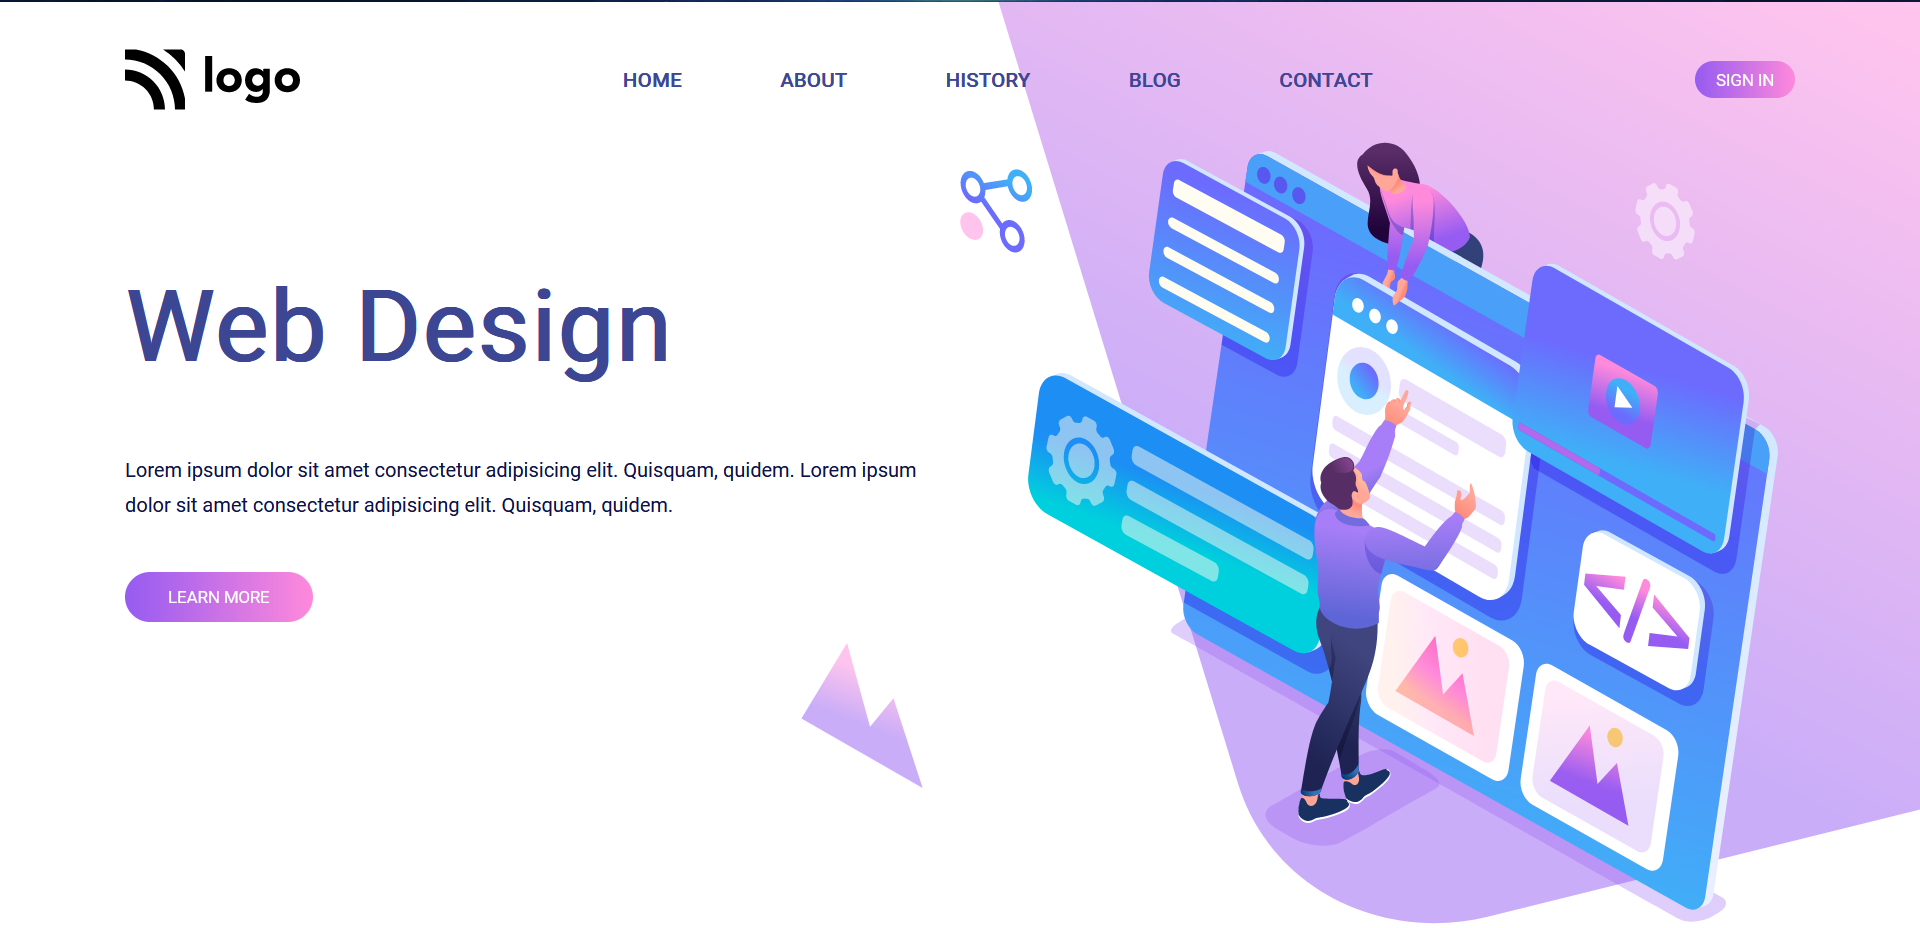 logo
HOME ABOUT HISTORY BLOG CONTACT
SIGN IN
Web Design
Lorem ipsum dolor sit amet consectetur adipisicing elit. Quisquam, quidem. Lorem ipsum
dolor sit amet consectetur adipisicing elit. Quisquam, quidem.
LEARN MORE
</>